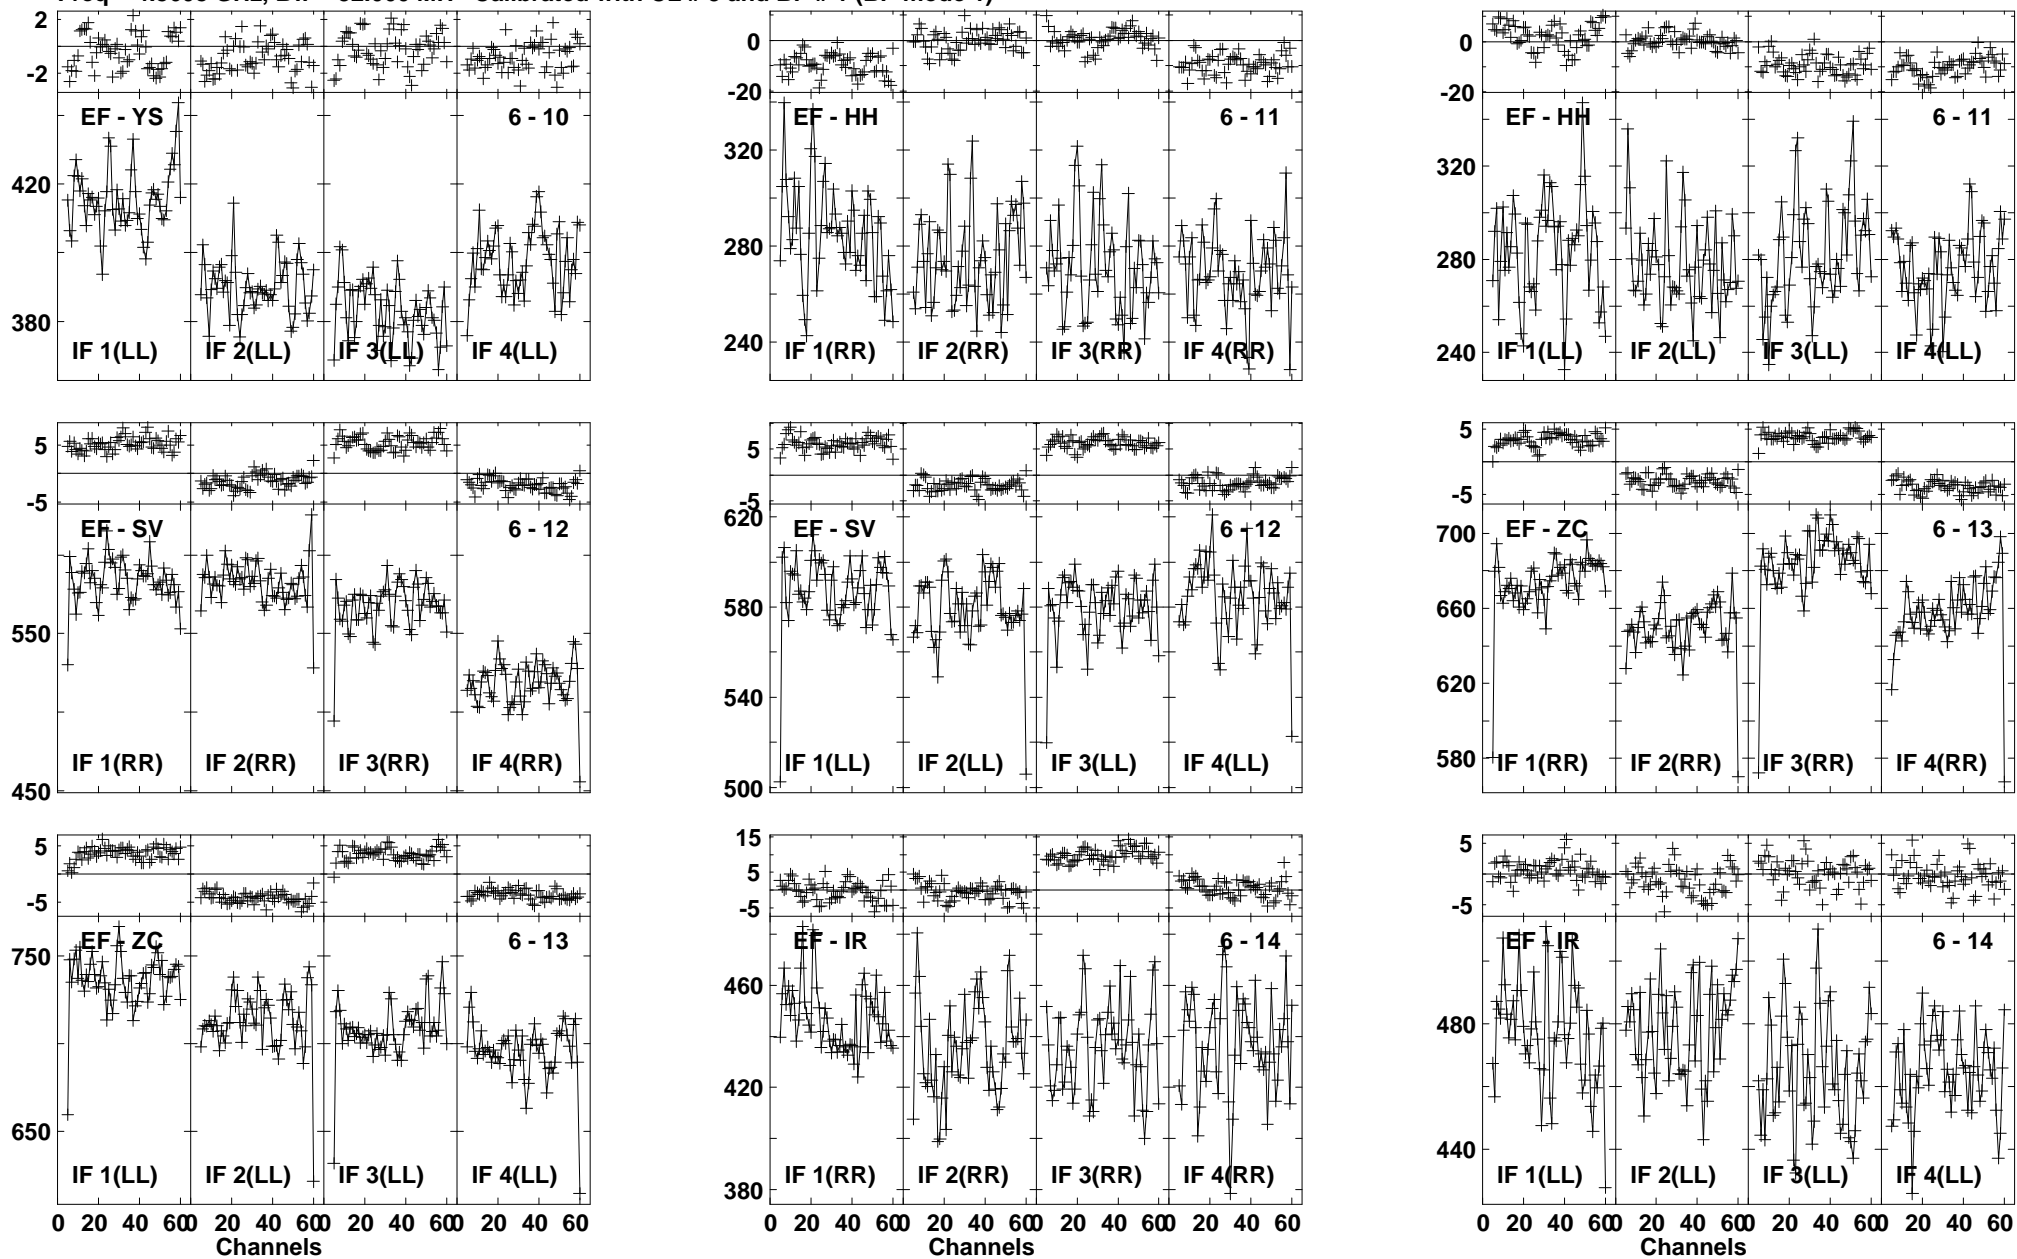 2 0 0
-2 -20 -20
EF - YS 6 - 10 EF - HH 6 - 11 EF - HH 6 - 11
420 320 320
280 280
380 240 240
IF 1(LL) IF 2(LL) IF 3(LL) IF 4(LL) IF 1(RR) IF 2(RR) IF 3(RR) IF 4(RR) IF 1(LL) IF 2(LL) IF 3(LL) IF 4(LL)
5 5 5
-5 -5 -5
EF - SV 6 - 12 EF - SV 6 - 12 EF - ZC 6 - 13
620 700
550 580 660
540 620
IF 1(RR) IF 2(RR) IF 3(RR) IF 4(RR) IF 1(LL) IF 2(LL) IF 3(LL) IF 4(LL) IF 1(RR) IF 2(RR) IF 3(RR) IF 4(RR)
450 500 580
5 15 5
5
-5 -5 -5
EF - ZC 6 - 13 EF - IR 6 - 14 EF - IR 6 - 14
750 460 480
650 420 440
IF 1(LL) IF 2(LL) IF 3(LL) IF 4(LL) IF 1(RR) IF 2(RR) IF 3(RR) IF 4(RR) IF 1(LL) IF 2(LL) IF 3(LL) IF 4(LL)
380
0 20 40 60 0 20 40 60 0 20 40 60 0 20 40 60 0 20 40 60 0 20 40 60 0 20 40 60 0 20 40 60 0 20 40 60 0 20 40 60 0 20 40 60 0 20 40 60
Channels Channels Channels